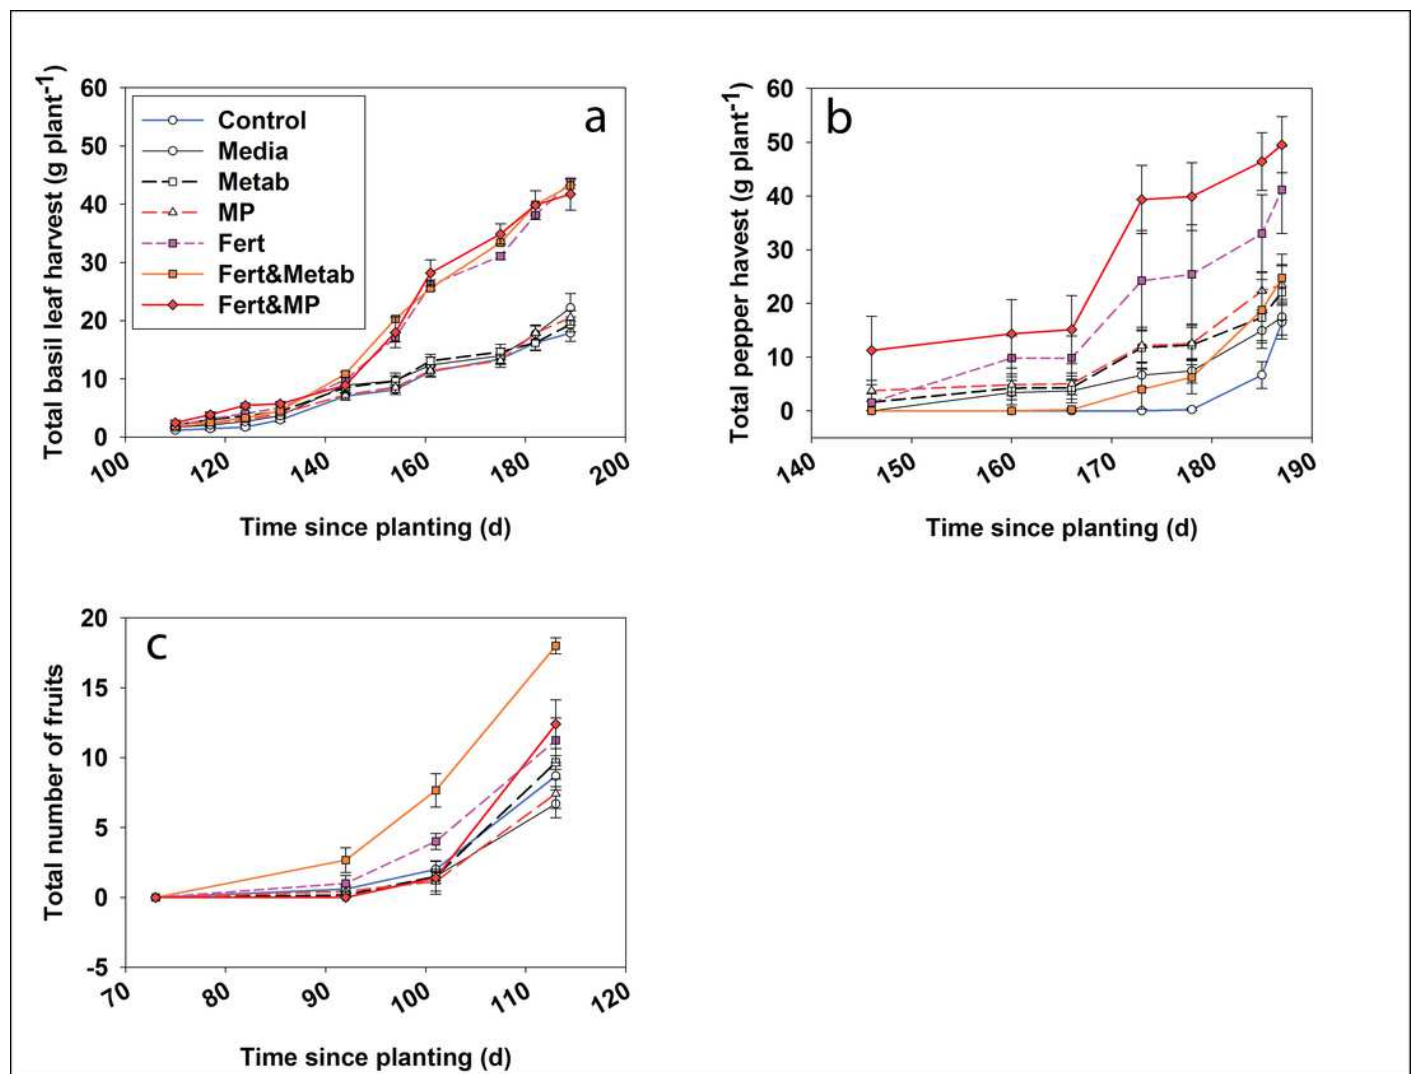 Total basil leaf harvest (g plant⁻¹)
60
50
40
30
20
10
0
a
Control
Media
Metab
MP
Fert
Fert&Metab
Fert&MP
100 120 140 160 180 200
Time since planting (d)
Total pepper havest (g plant⁻¹)
60
50
40
30
20
10
0
b
140 150 160 170 180 190
Time since planting (d)
Total number of fruits
20
15
10
5
0
-5
c
70 80 90 100 110 120
Time since planting (d)